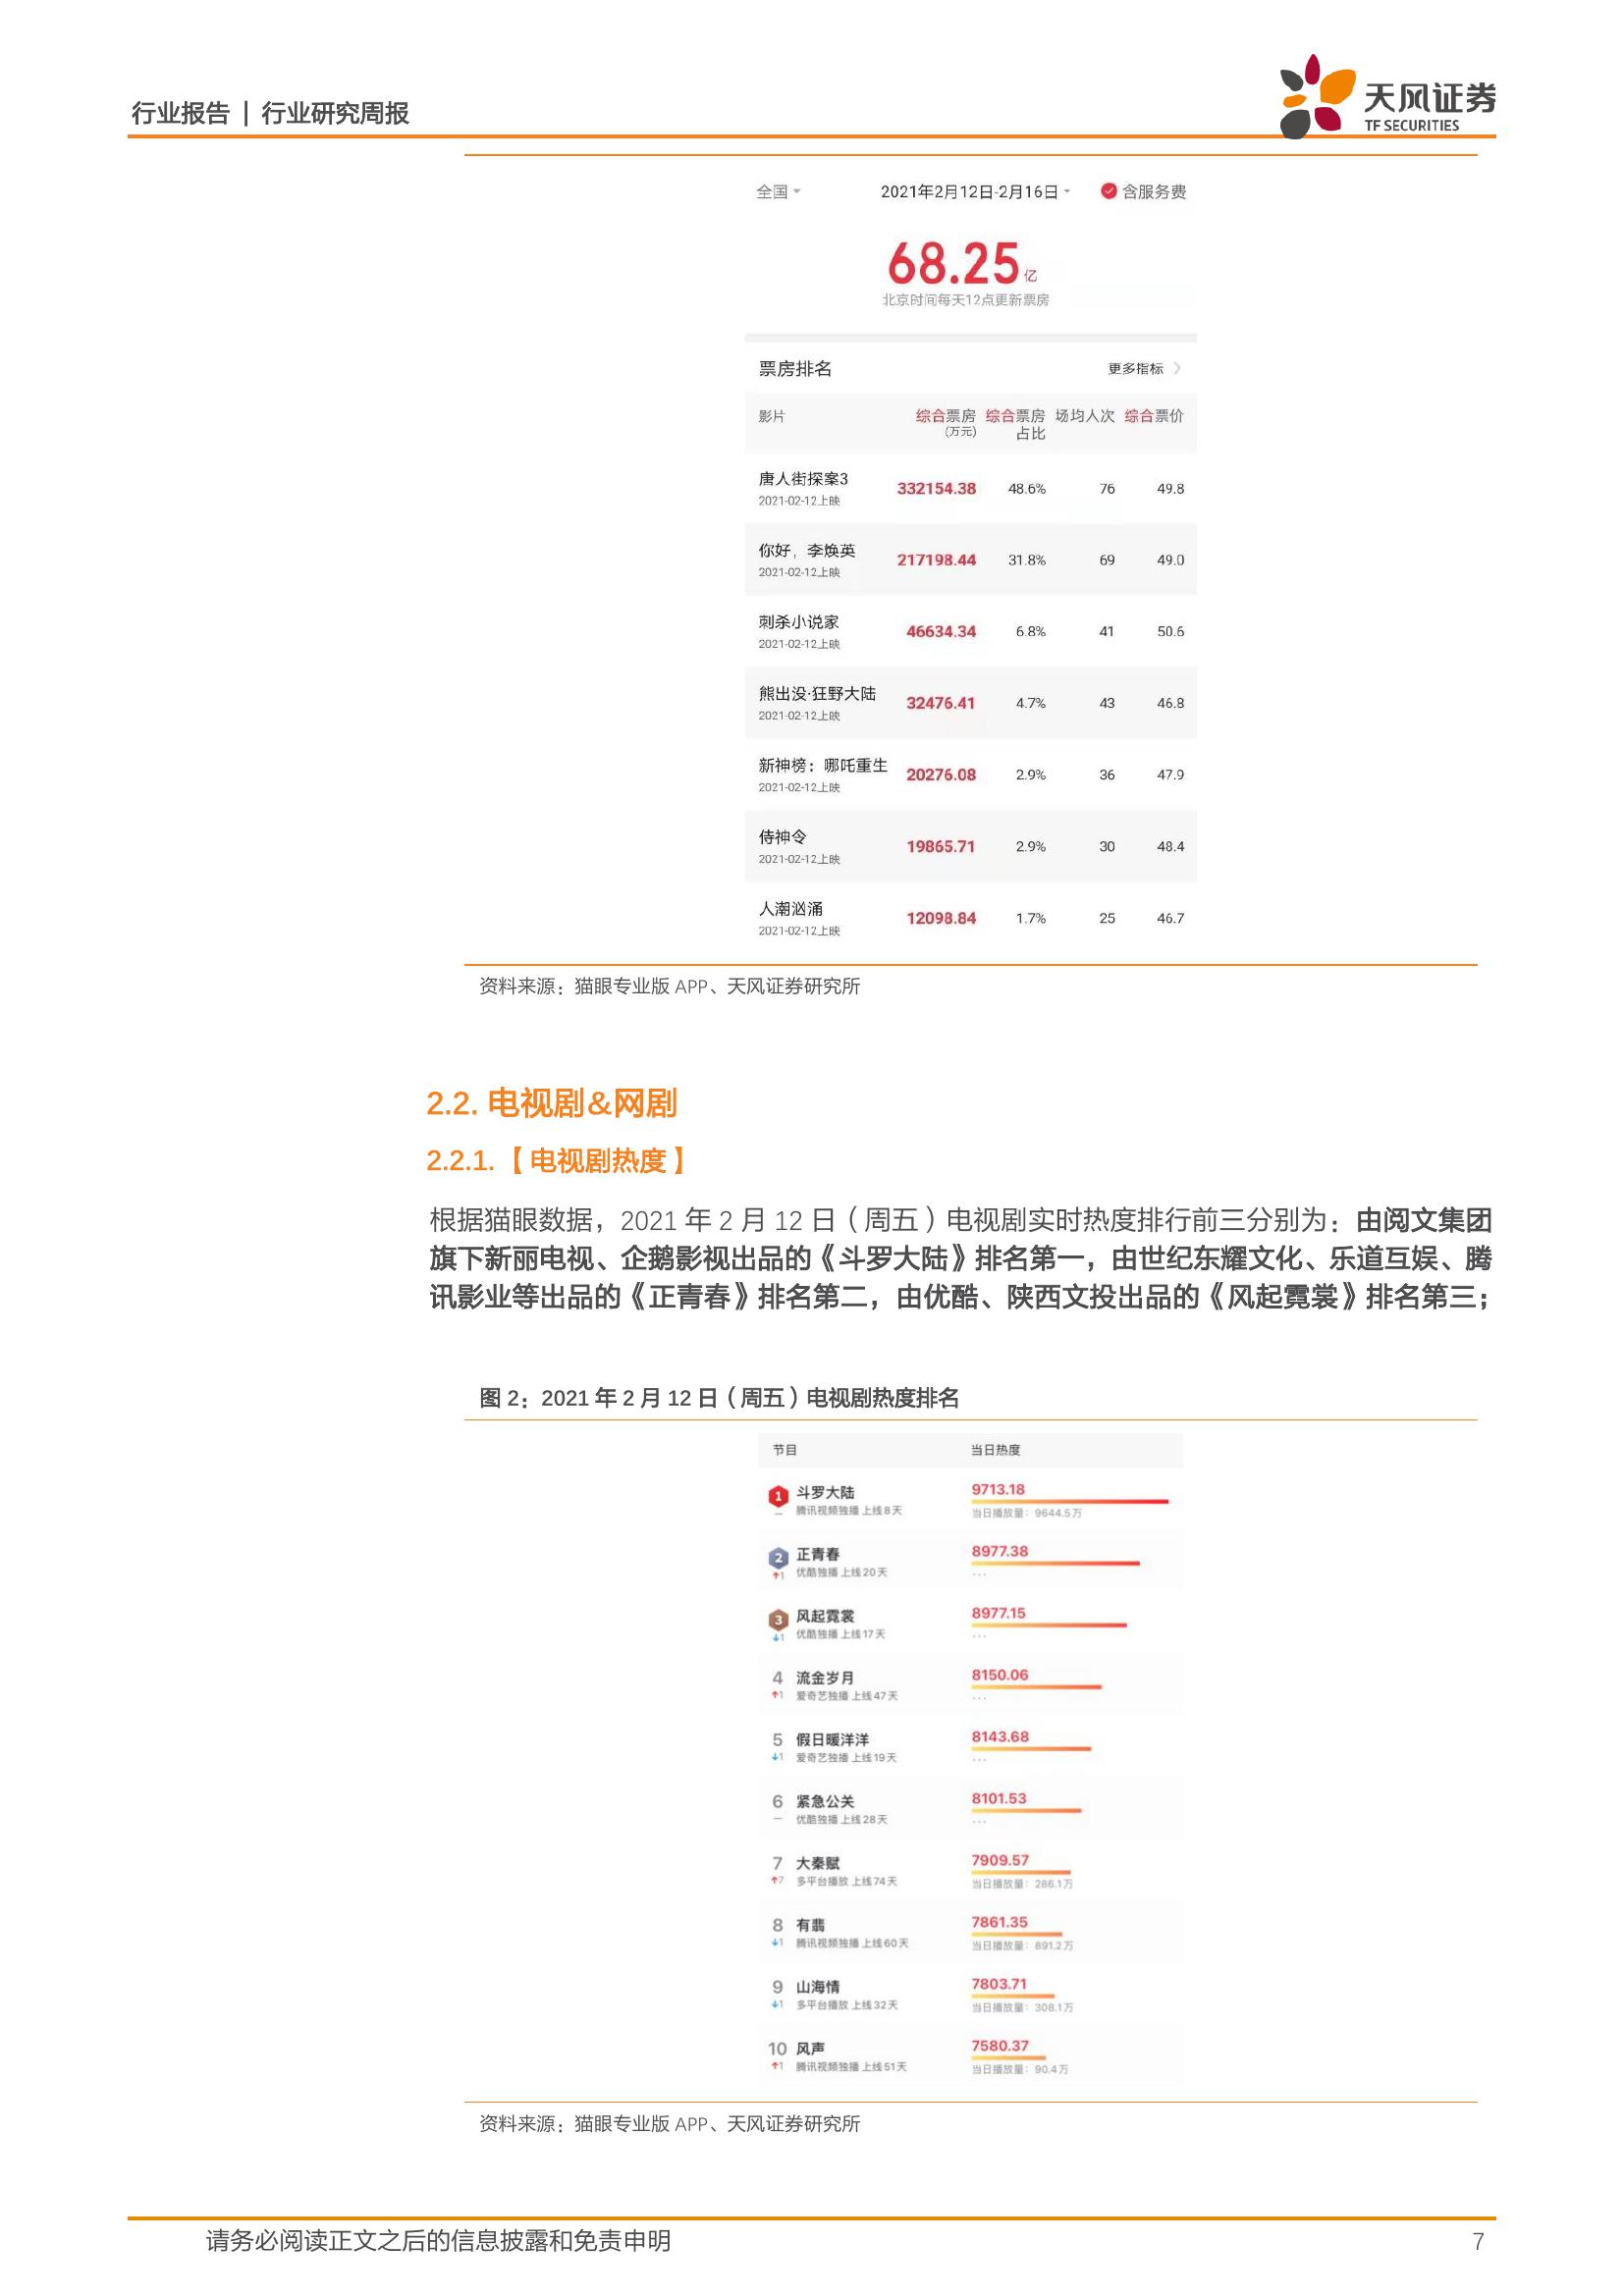 行业报告 | 行业研究周报
天风证券
TF SECURITIES
全国 2021年2月12日-2月16日 含服务费
68.25亿
北京时间每天12点更新票房
票房排名 更多指标
影片 综合票房 综合票房 场均人次 综合票价
(万元) 占比
唐人街探案3
332154.38 48.6% 76 49.8
2021-02-12上映
你好，李焕英
217198.44 31.8% 69 49.0
2021-02-12上映
刺杀小说家
46634.34 6.8% 41 50.6
2021-02-12上映
熊出没·狂野大陆
32476.41 4.7% 43 46.8
2021-02-12上映
新神榜：哪吒重生
20276.08 2.9% 36 47.9
2021-02-12上映
侍神令
19865.71 2.9% 30 48.4
2021-02-12上映
人潮汹涌
12098.84 1.7% 25 46.7
2021-02-12上映
资料来源：猫眼专业版 APP、天风证券研究所
2.2. 电视剧&网剧
2.2.1.【电视剧热度】
根据猫眼数据，2021 年 2 月 12 日（周五）电视剧实时热度排行前三分别为：由阅文集团
旗下新丽电视、企鹅影视出品的《斗罗大陆》排名第一，由世纪东耀文化、乐道互娱、腾
讯影业等出品的《正青春》排名第二，由优酷、陕西文投出品的《风起霓裳》排名第三；
图 2：2021 年 2 月 12 日（周五）电视剧热度排名
节目 当日热度
1 斗罗大陆 9713.18
— 腾讯视频独播 上线8天 当日播放量：9644.5万
2 正青春 8977.38
↑1 优酷独播 上线20天 ...
3 风起霓裳 8977.15
↓1 优酷独播 上线17天 ...
4 流金岁月 8150.06
↑1 爱奇艺独播 上线47天 ...
5 假日暖洋洋 8143.68
↓1 爱奇艺独播 上线19天 ...
6 紧急公关 8101.53
— 优酷独播 上线28天 ...
7 大秦赋 7909.57
↑7 多平台播放 上线74天 当日播放量：286.1万
8 有翡 7861.35
↓1 腾讯视频独播 上线60天 当日播放量：891.2万
9 山海情 7803.71
↓1 多平台播放 上线32天 当日播放量：308.1万
10 风声 7580.37
↑1 腾讯视频独播 上线51天 当日播放量：90.4万
资料来源：猫眼专业版 APP、天风证券研究所
请务必阅读正文之后的信息披露和免责申明 7